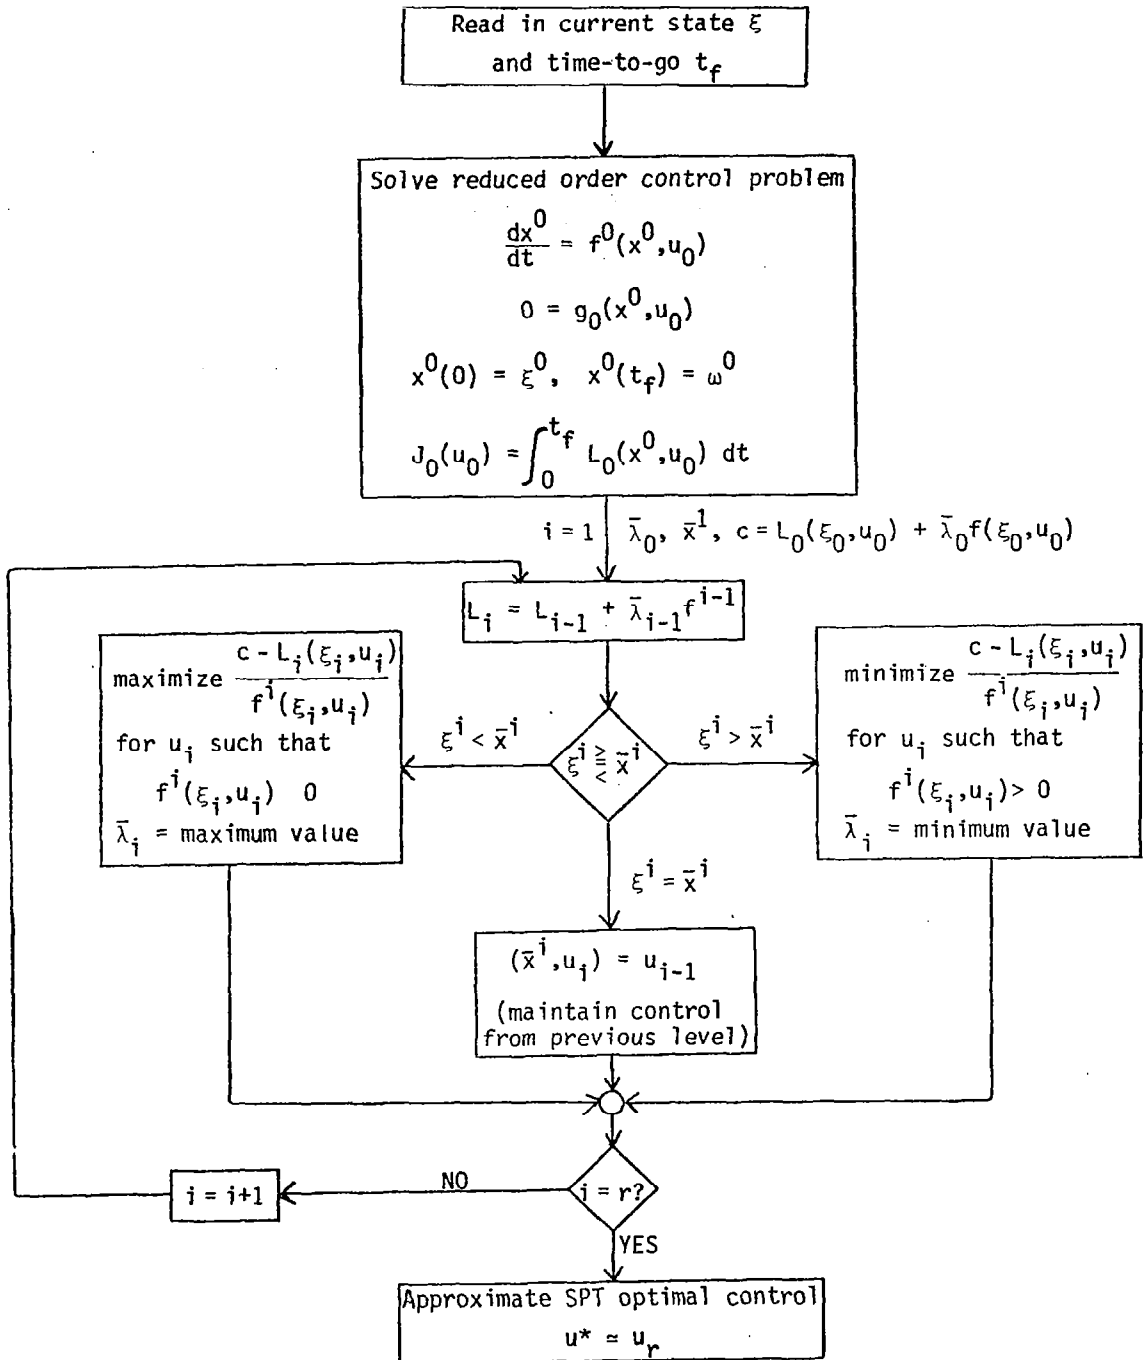 Read in current state ξ
and time-to-go t_f
Solve reduced order control problem
dx^0/dt = f^0(x^0,u_0)
0 = g_0(x^0,u_0)
x^0(0) = ξ^0, x^0(t_f) = ω^0
J_0(u_0) = ∫_0^t_f L_0(x^0,u_0) dt
i = 1 λ̄_0, x̄^1, c = L_0(ξ_0,u_0) + λ̄_0f(ξ_0,u_0)
L_i = L_{i-1} + λ̄_{i-1}f^{i-1}
maximize (c - L_i(ξ_i,u_i))/(f^i(ξ_i,u_i))
for u_i such that
f^i(ξ_i,u_i) 0
λ̄_i = maximum value
ξ^i < x̄^i
ξ^i ≥ < x̄^i
ξ^i > x̄^i
minimize (c - L_i(ξ_i,u_i))/(f^i(ξ_i,u_i))
for u_i such that
f^i(ξ_i,u_i) > 0
λ̄_i = minimum value
ξ^i = x̄^i
(x̄^i,u_i) = u_{i-1}
(maintain control
from previous level)
i = i+1
NO
i = r?
YES
Approximate SPT optimal control
u* ≃ u_r